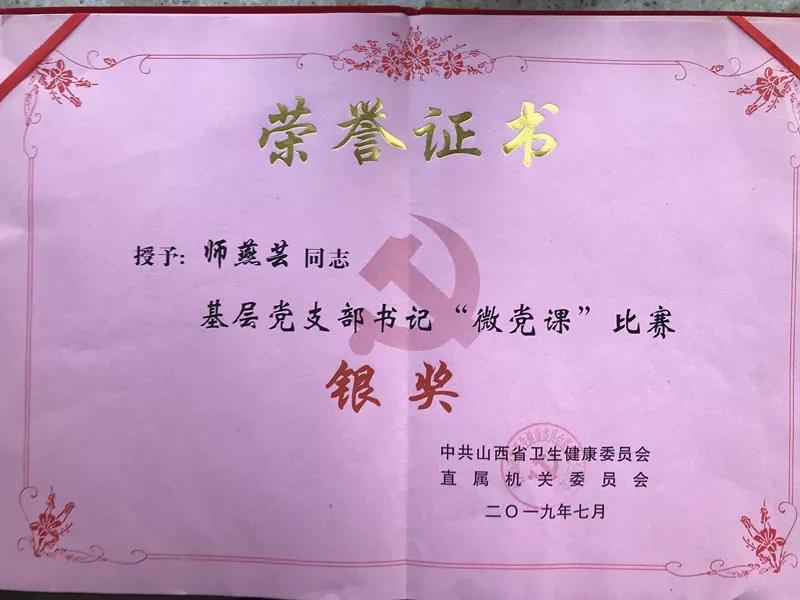 荣誉证书
授予：师燕芸 同志
基层党支部书记“微党课”比赛
银奖
中共山西省卫生健康委员会
直属机关委员会
二〇一九年七月